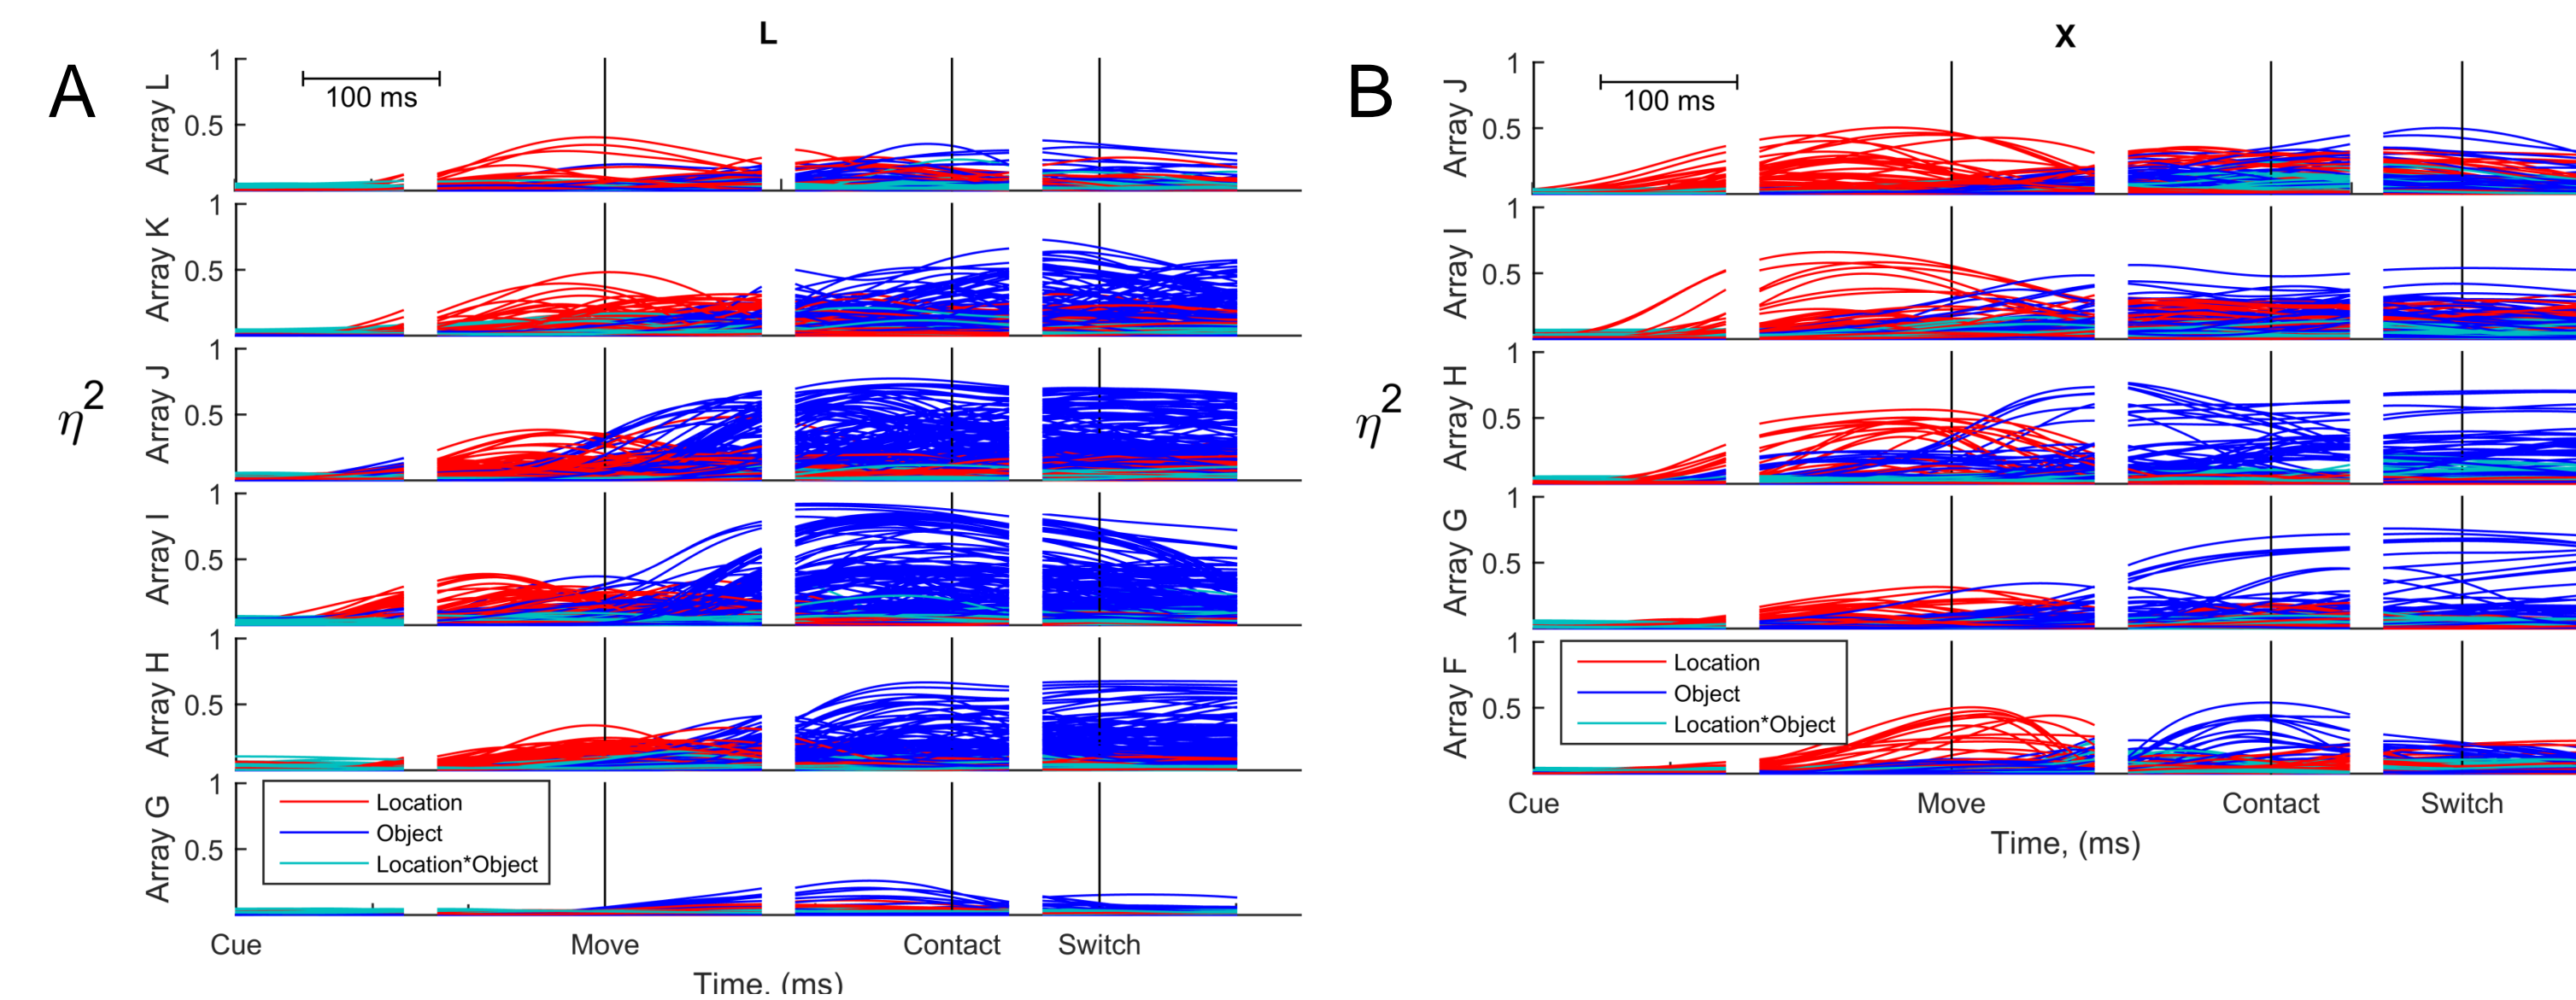 A
L
100 ms
Array L
1
0.5
Array K
1
0.5
η²
Array J
1
0.5
Array I
1
0.5
Array H
1
0.5
Array G
1
0.5
Location
Object
Location*Object
Cue
Move
Contact
Switch
Time, (ms)
B
X
100 ms
Array J
1
0.5
Array I
1
0.5
η²
Array H
1
0.5
Array G
1
0.5
Array F
1
0.5
Location
Object
Location*Object
Cue
Move
Contact
Switch
Time, (ms)